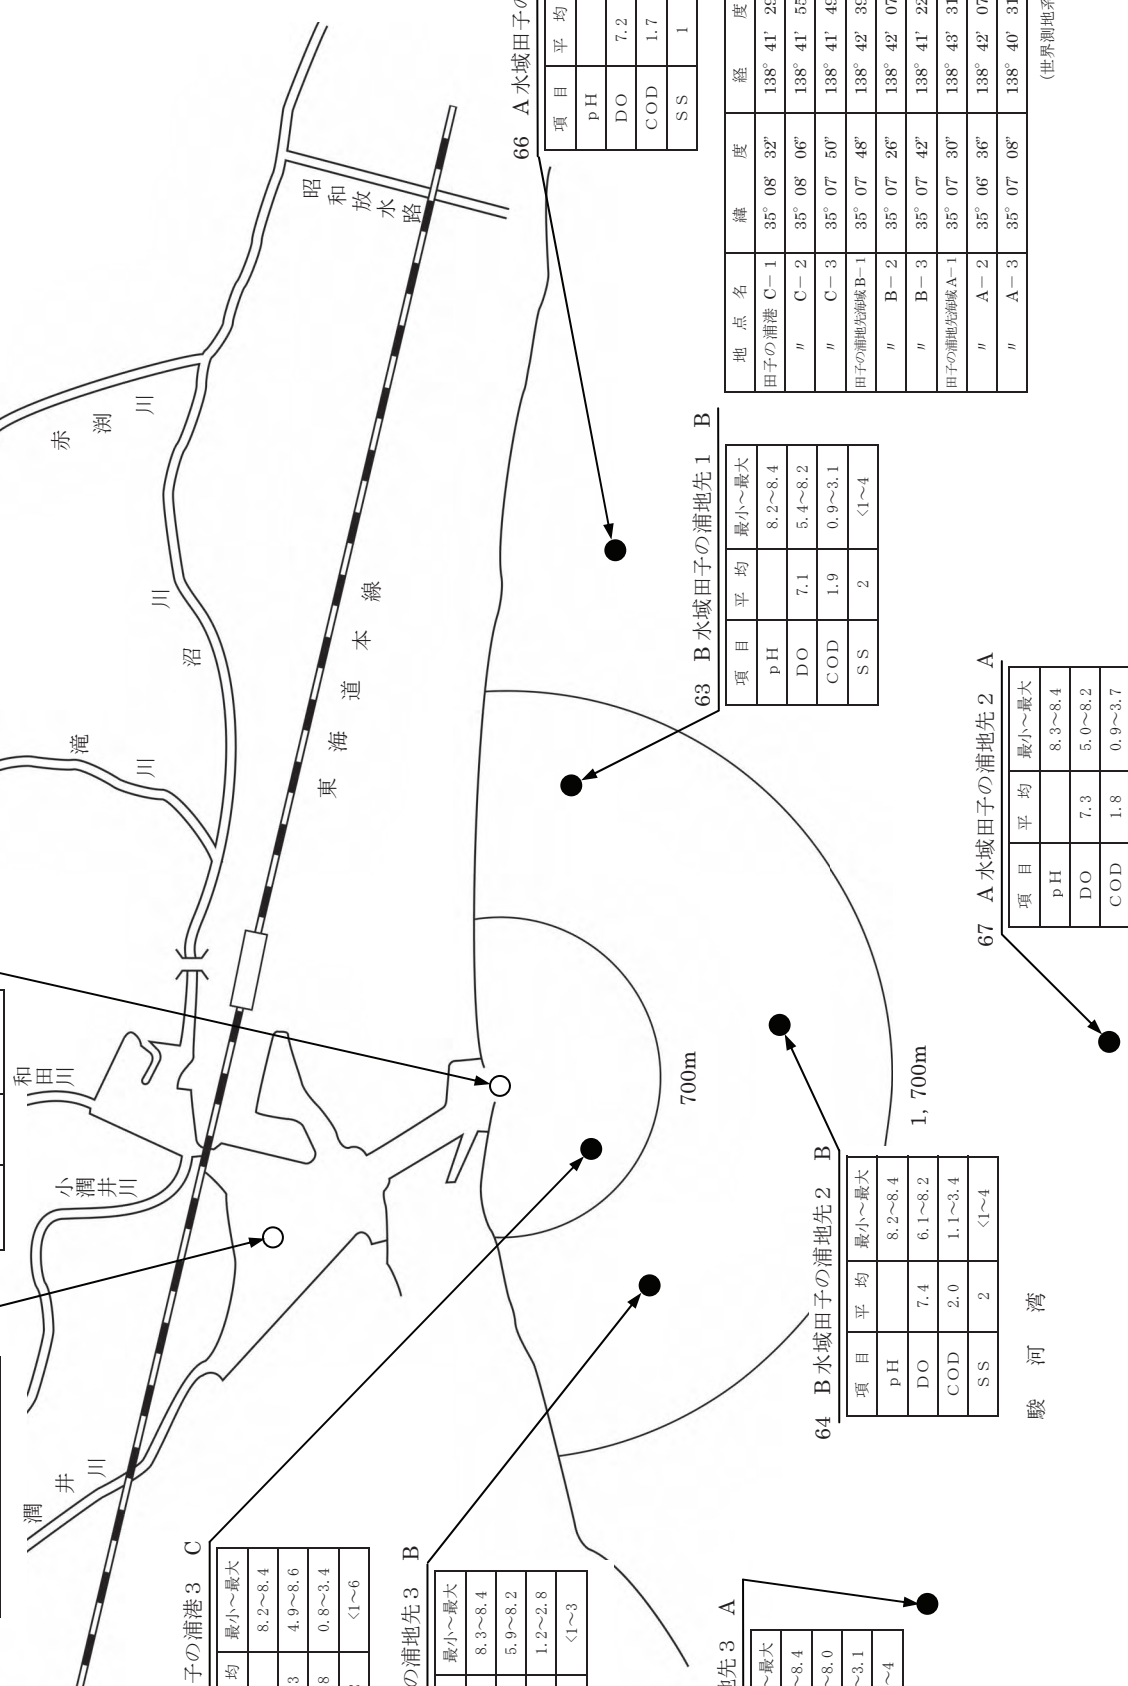 66　A 水域田子の
項　目　平　均
pH
DO　7.2
COD　1.7
SS　1
地　点　名　緯　度　経　度
田子の浦港 C－1　35° 08′ 32″　138° 41′ 29
〃　C－2　35° 08′ 06″　138° 41′ 55
〃　C－3　35° 07′ 50″　138° 41′ 49
田子の浦地先海域 B－1　35° 07′ 48″　138° 42′ 39
〃　B－2　35° 07′ 26″　138° 42′ 07
〃　B－3　35° 07′ 42″　138° 41′ 22
田子の浦地先海域 A－1　35° 07′ 30″　138° 43′ 31
〃　A－2　35° 06′ 36″　138° 42′ 07
〃　A－3　35° 07′ 08″　138° 40′ 31
(世界測地系
昭和放水路
赤渕川
沼川
滝川
東海道本線
和田川
小潤井川
潤井川
63　B 水域田子の浦地先1　B
項　目　平　均　最小～最大
pH　8.2～8.4
DO　7.1　5.4～8.2
COD　1.9　0.9～3.1
SS　2　<1～4
67　A 水域田子の浦地先2　A
項　目　平　均　最小～最大
pH　8.3～8.4
DO　7.3　5.0～8.2
COD　1.8　0.9～3.7
700m
1,700m
64　B 水域田子の浦地先2　B
項　目　平　均　最小～最大
pH　8.2～8.4
DO　7.4　6.1～8.2
COD　2.0　1.1～3.4
SS　2　<1～4
駿　河　湾
子の浦港3　C
均　最小～最大
8.2～8.4
3　4.9～8.6
8　0.8～3.4
<1～6
の浦地先3　B
最小～最大
8.3～8.4
5.9～8.2
1.2～2.8
<1～3
地先3　A
～最大
～8.4
～8.0
～3.1
～4